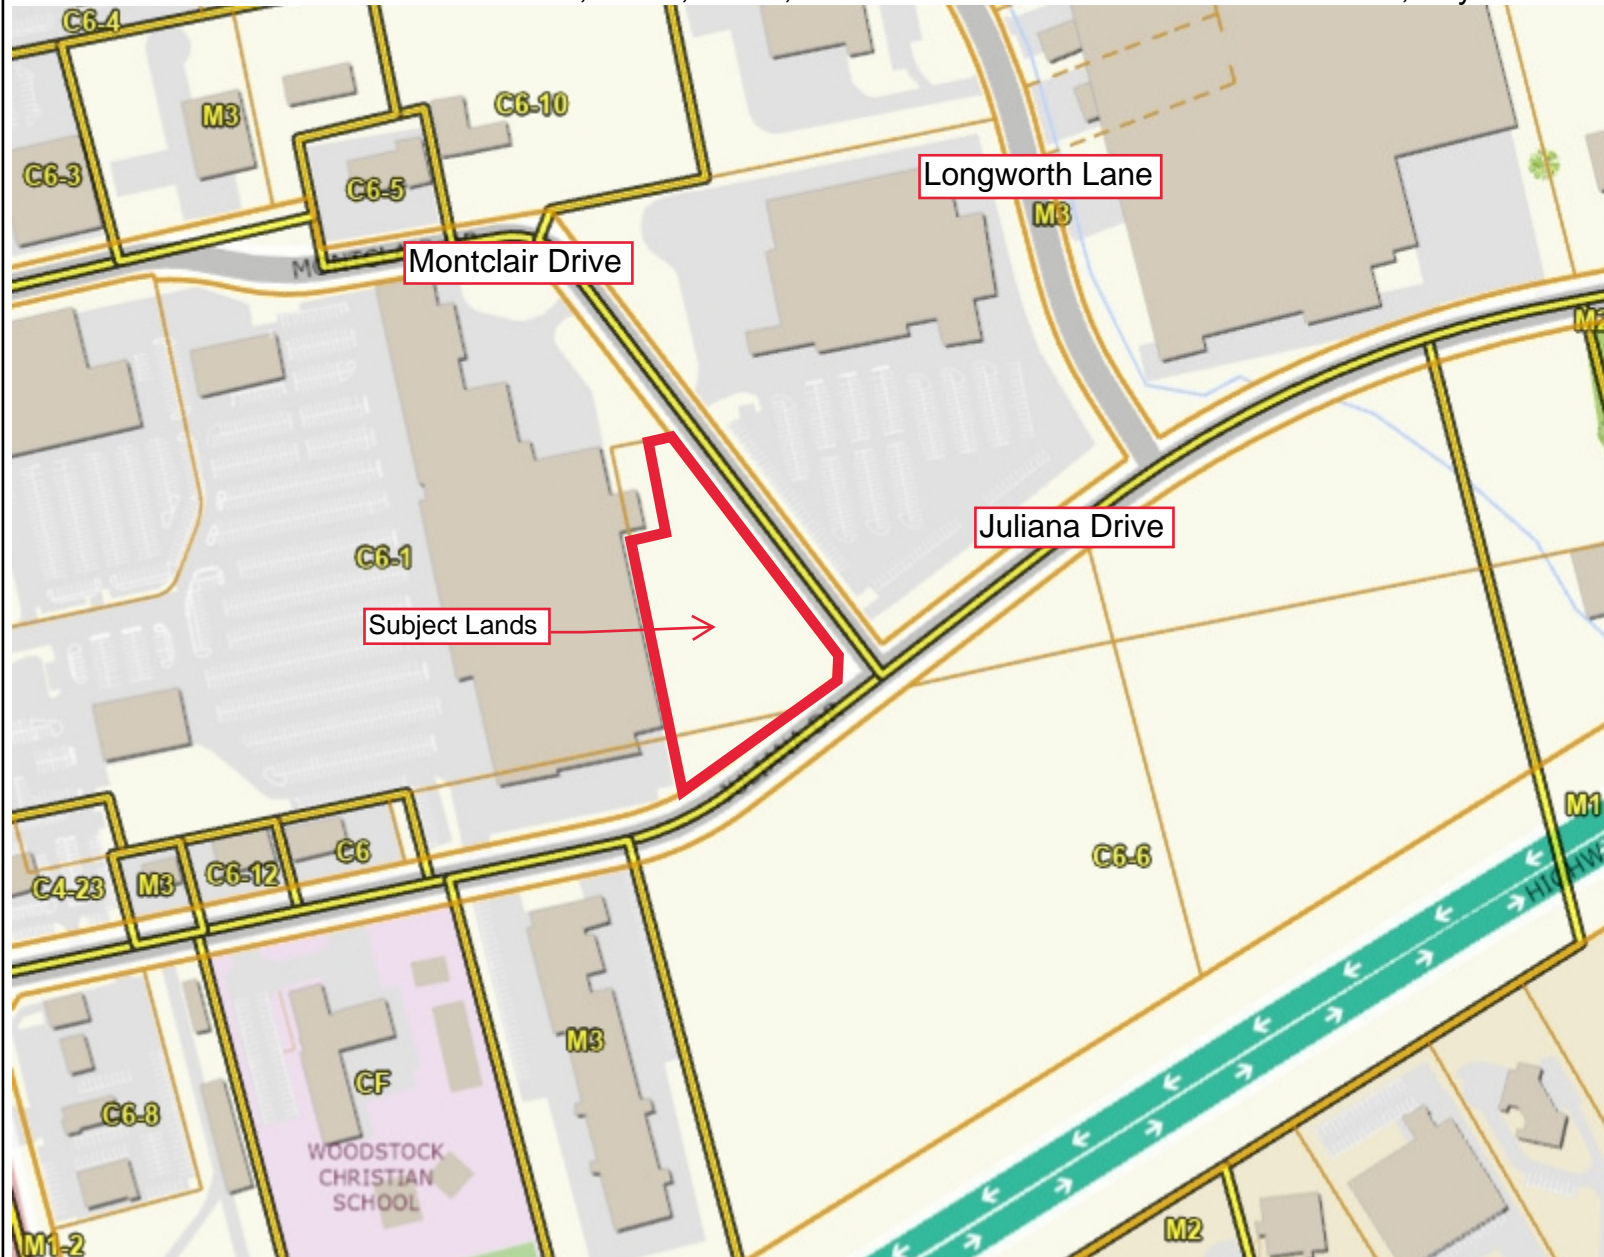 C6-4
M3
C6-10
C6-3
C6-5
Longworth Lane
M3
Montclair Drive
M2
Juliana Drive
C6-1
Subject Lands
M1
C6-6
C6
C6-12
M3
C4-23
M3
CF
C6-8
WOODSTOCK
CHRISTIAN
SCHOOL
M2
M1-2